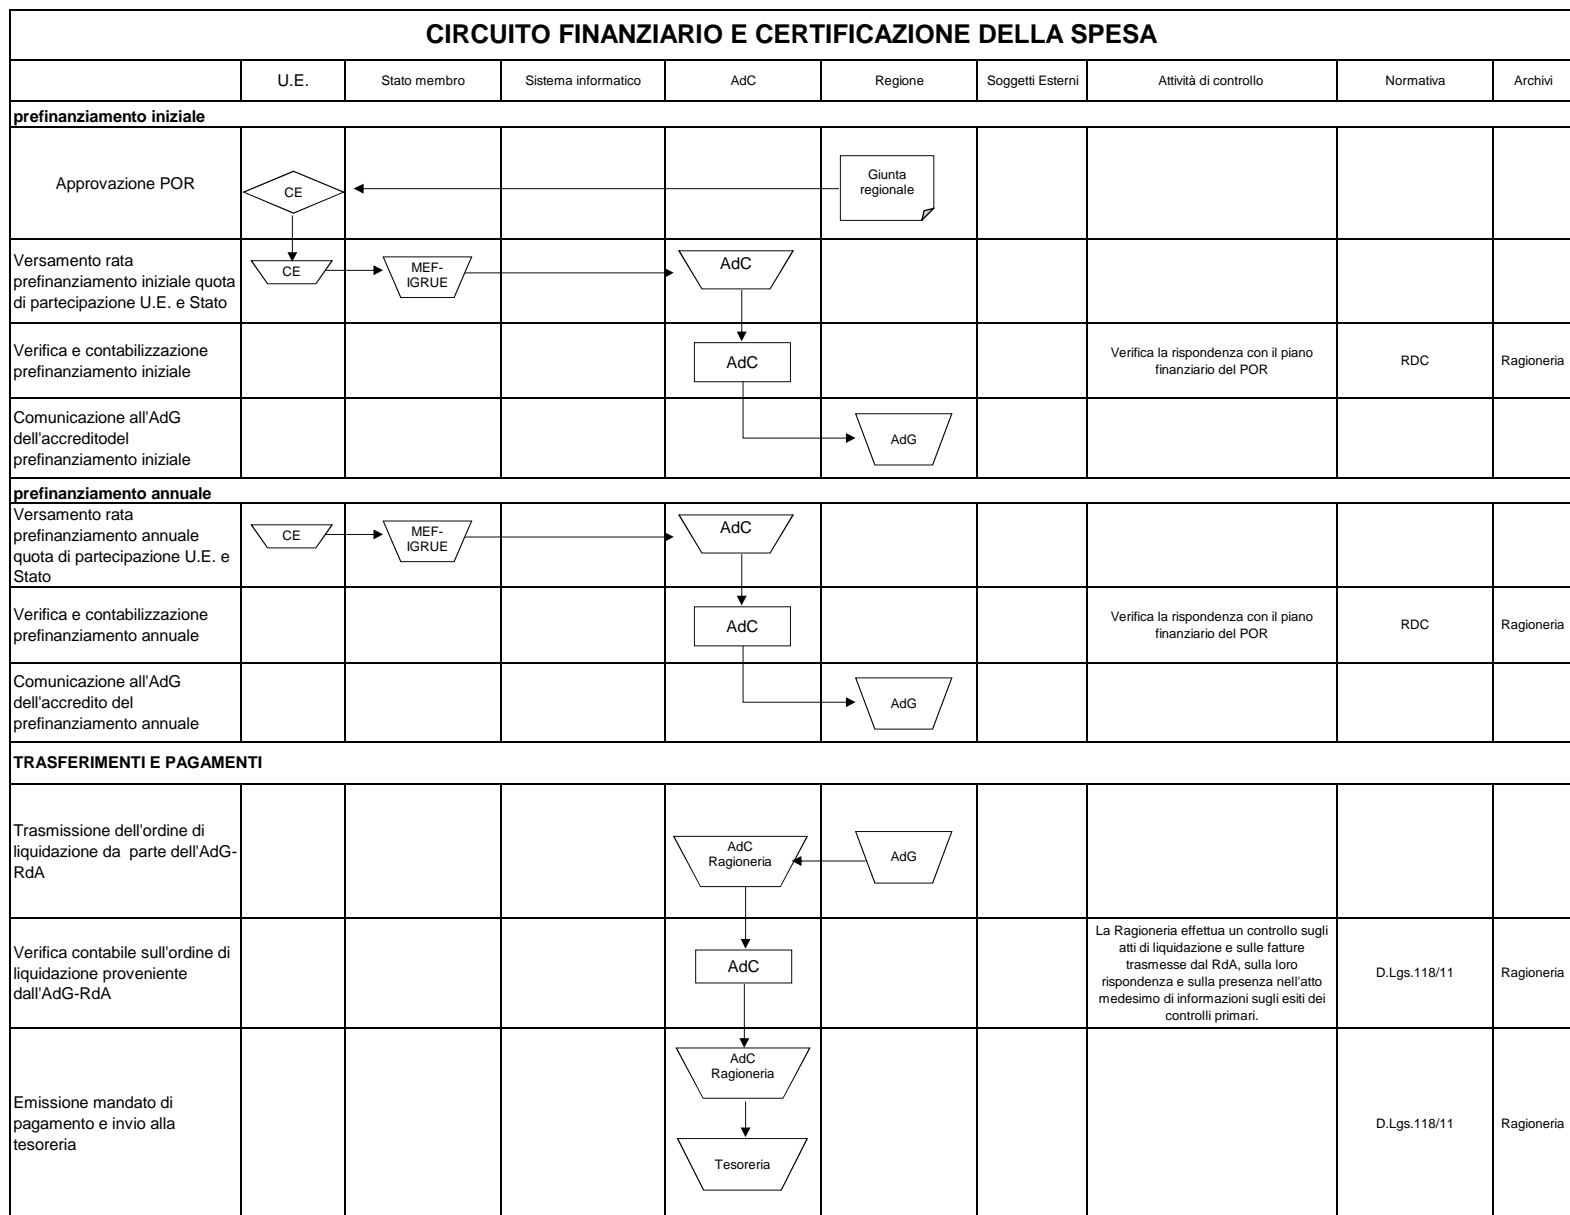 CIRCUITO FINANZIARIO E CERTIFICAZIONE DELLA SPESA
U.E. Stato membro Sistema informatico AdC Regione Soggetti Esterni Attività di controllo Normativa Archivi
prefinanziamento iniziale
Approvazione POR
CE
Giunta
regionale
Versamento rata
prefinanziamento iniziale quota
di partecipazione U.E. e Stato
CE
MEF-
IGRUE
AdC
Verifica e contabilizzazione
prefinanziamento iniziale
AdC
Verifica la rispondenza con il piano
finanziario del POR
RDC
Ragioneria
Comunicazione all'AdG
dell'accreditodel
prefinanziamento iniziale
AdG
prefinanziamento annuale
Versamento rata
prefinanziamento annuale
quota di partecipazione U.E. e
Stato
CE
MEF-
IGRUE
AdC
Verifica e contabilizzazione
prefinanziamento annuale
AdC
Verifica la rispondenza con il piano
finanziario del POR
RDC
Ragioneria
Comunicazione all'AdG
dell'accredito del
prefinanziamento annuale
AdG
TRASFERIMENTI E PAGAMENTI
Trasmissione dell'ordine di
liquidazione da parte dell'AdG-
RdA
AdC
Ragioneria
AdG
Verifica contabile sull'ordine di
liquidazione proveniente
dall'AdG-RdA
AdC
La Ragioneria effettua un controllo sugli
atti di liquidazione e sulle fatture
trasmesse dal RdA, sulla loro
rispondenza e sulla presenza nell'atto
medesimo di informazioni sugli esiti dei
controlli primari.
D.Lgs.118/11
Ragioneria
Emissione mandato di
pagamento e invio alla
tesoreria
AdC
Ragioneria
Tesoreria
D.Lgs.118/11
Ragioneria